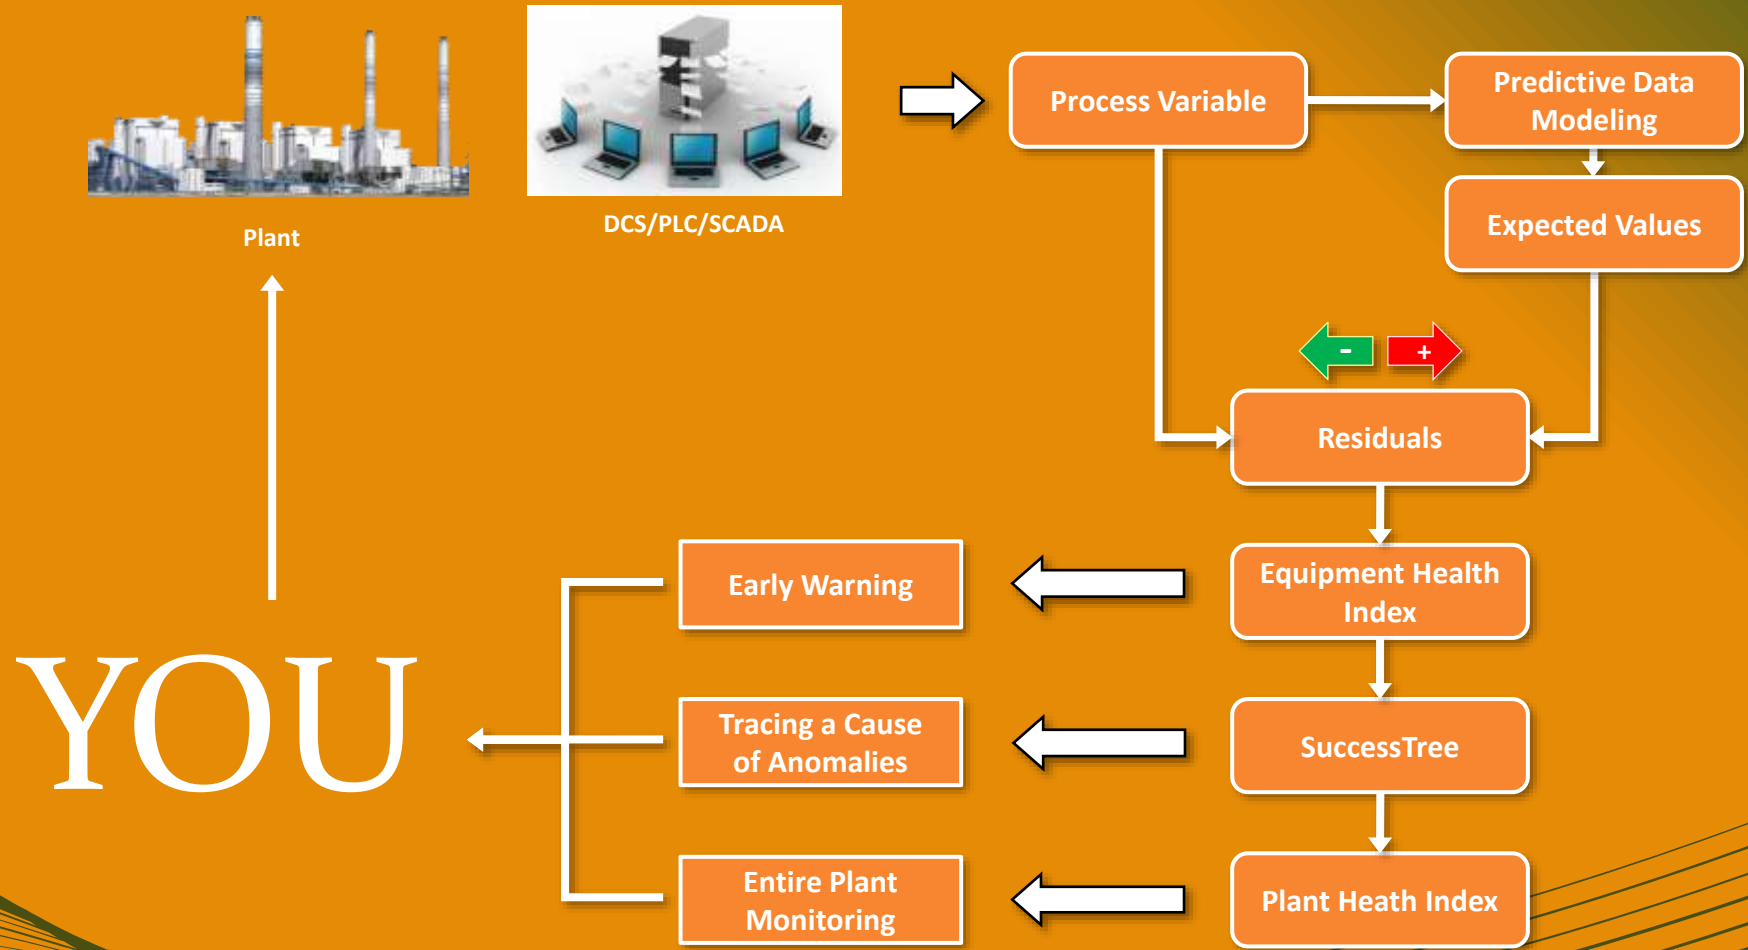 Plant
DCS/PLC/SCADA
Process Variable
Predictive Data
Modeling
Expected Values
-
+
Residuals
Equipment Health
Index
SuccessTree
Plant Heath Index
Early Warning
Tracing a Cause
of Anomalies
Entire Plant
Monitoring
YOU